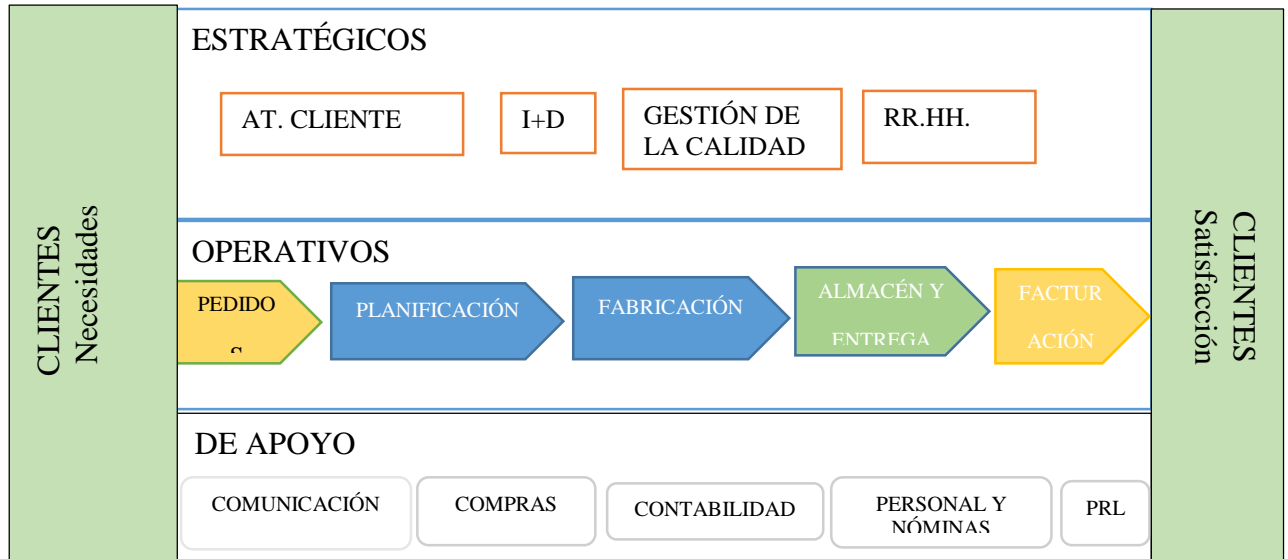 CLIENTES
Necesidades
ESTRATÉGICOS
AT. CLIENTE
I+D
GESTIÓN DE
LA CALIDAD
RR.HH.
OPERATIVOS
PEDIDO
S
PLANIFICACIÓN
FABRICACIÓN
ALMACÉN Y
ENTREGA
FACTUR
ACIÓN
DE APOYO
COMUNICACIÓN
COMPRAS
CONTABILIDAD
PERSONAL Y
NÓMINAS
PRL
CLIENTES
Satisfacción